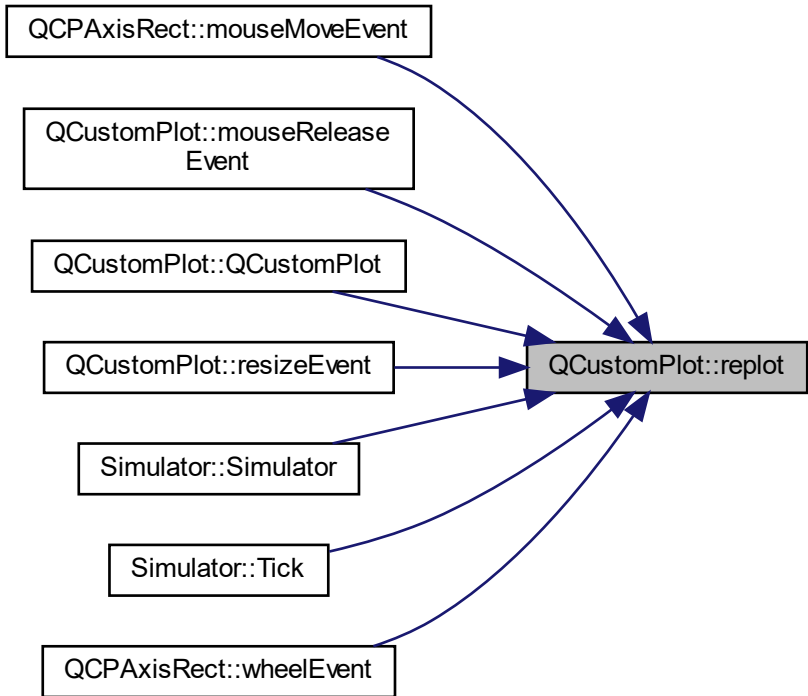 QCPAxisRect::mouseMoveEvent
QCustomPlot::mouseRelease
Event
QCustomPlot::QCustomPlot
QCustomPlot::resizeEvent
QCustomPlot::replot
Simulator::Simulator
Simulator::Tick
QCPAxisRect::wheelEvent